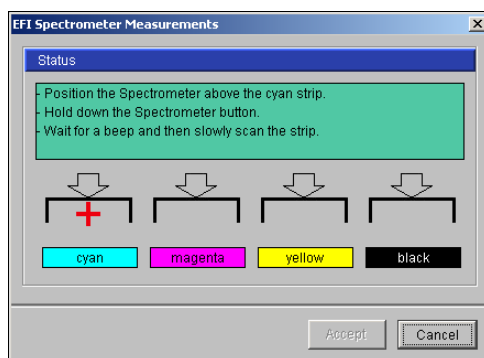 EFI Spectrometer Measurements
Status
- Position the Spectrometer above the cyan strip.
- Hold down the Spectrometer button.
- Wait for a beep and then slowly scan the strip.
cyan magenta yellow black
Accept Cancel